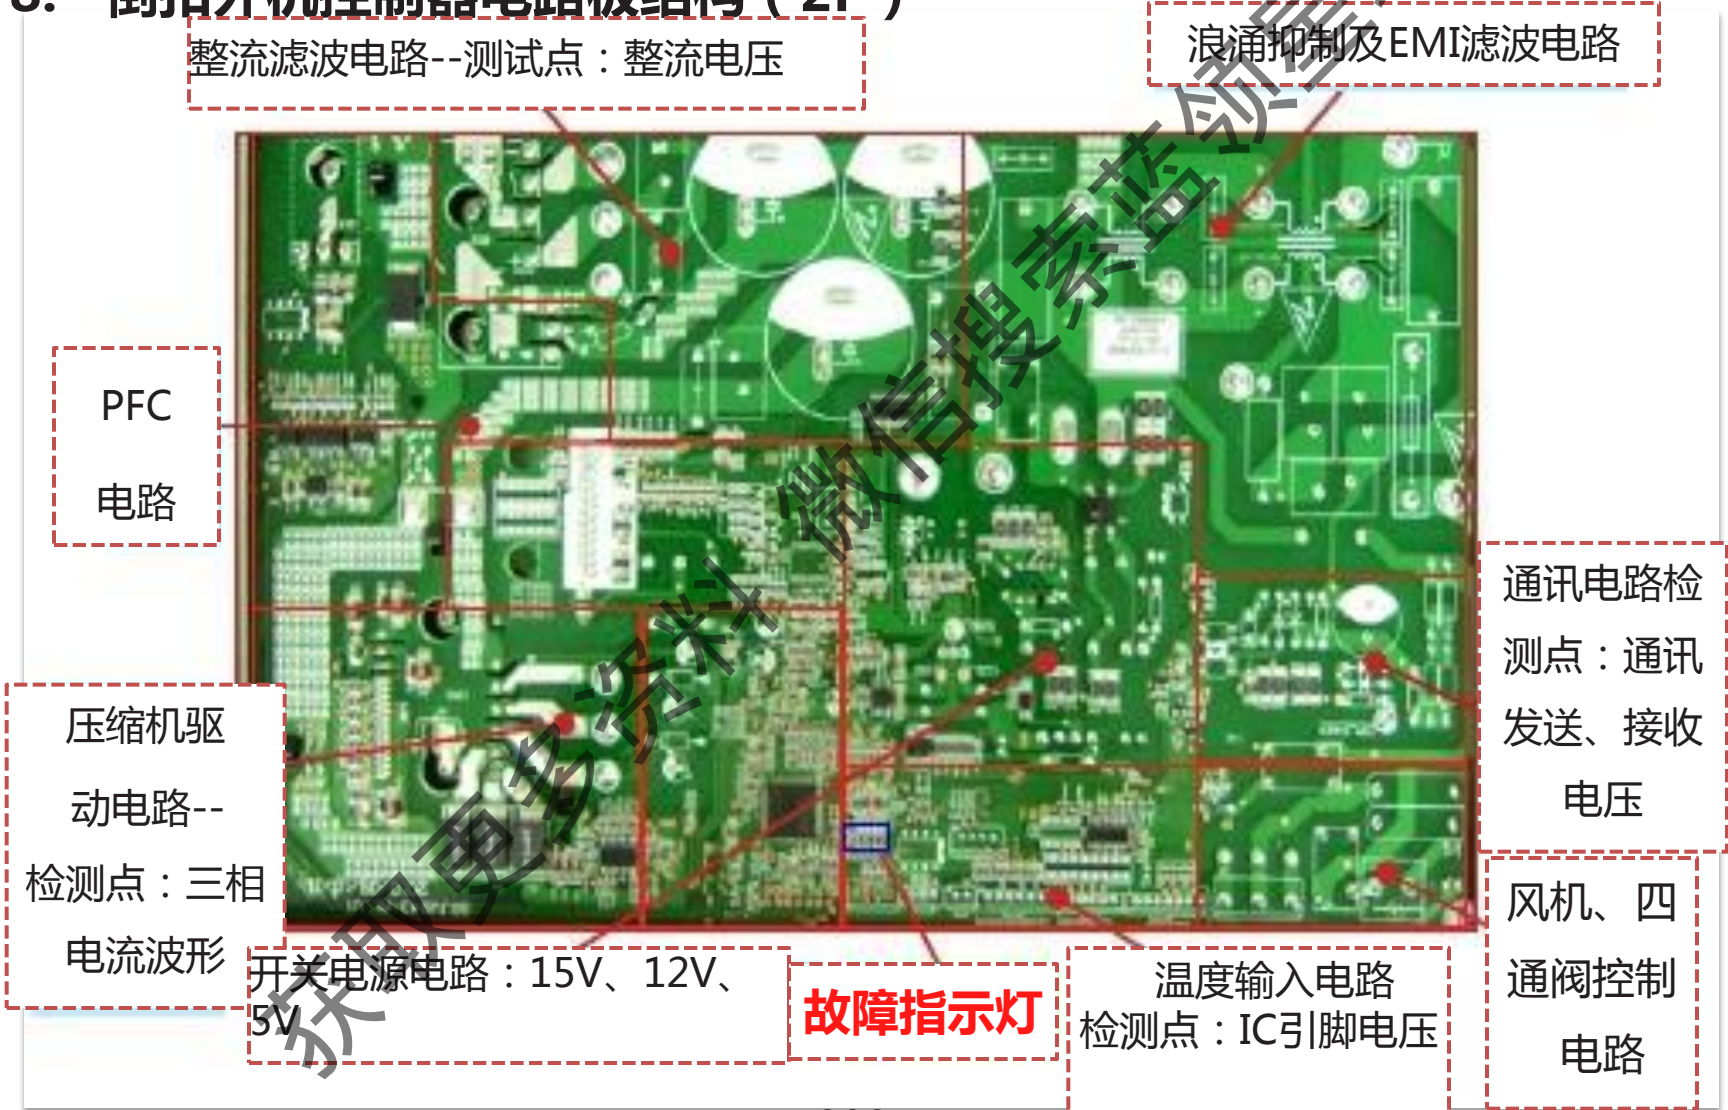 整流滤波电路--测试点：整流电压
浪涌抑制及EMI滤波电路
PFC
电路
通讯电路检
测点：通讯
发送、接收
电压
压缩机驱
动电路--
检测点：三相
电流波形
开关电源电路：15V、12V、
5V
故障指示灯
温度输入电路
检测点：IC引脚电压
风机、四
通阀控制
电路
获取更多资料 微信搜索蓝领星